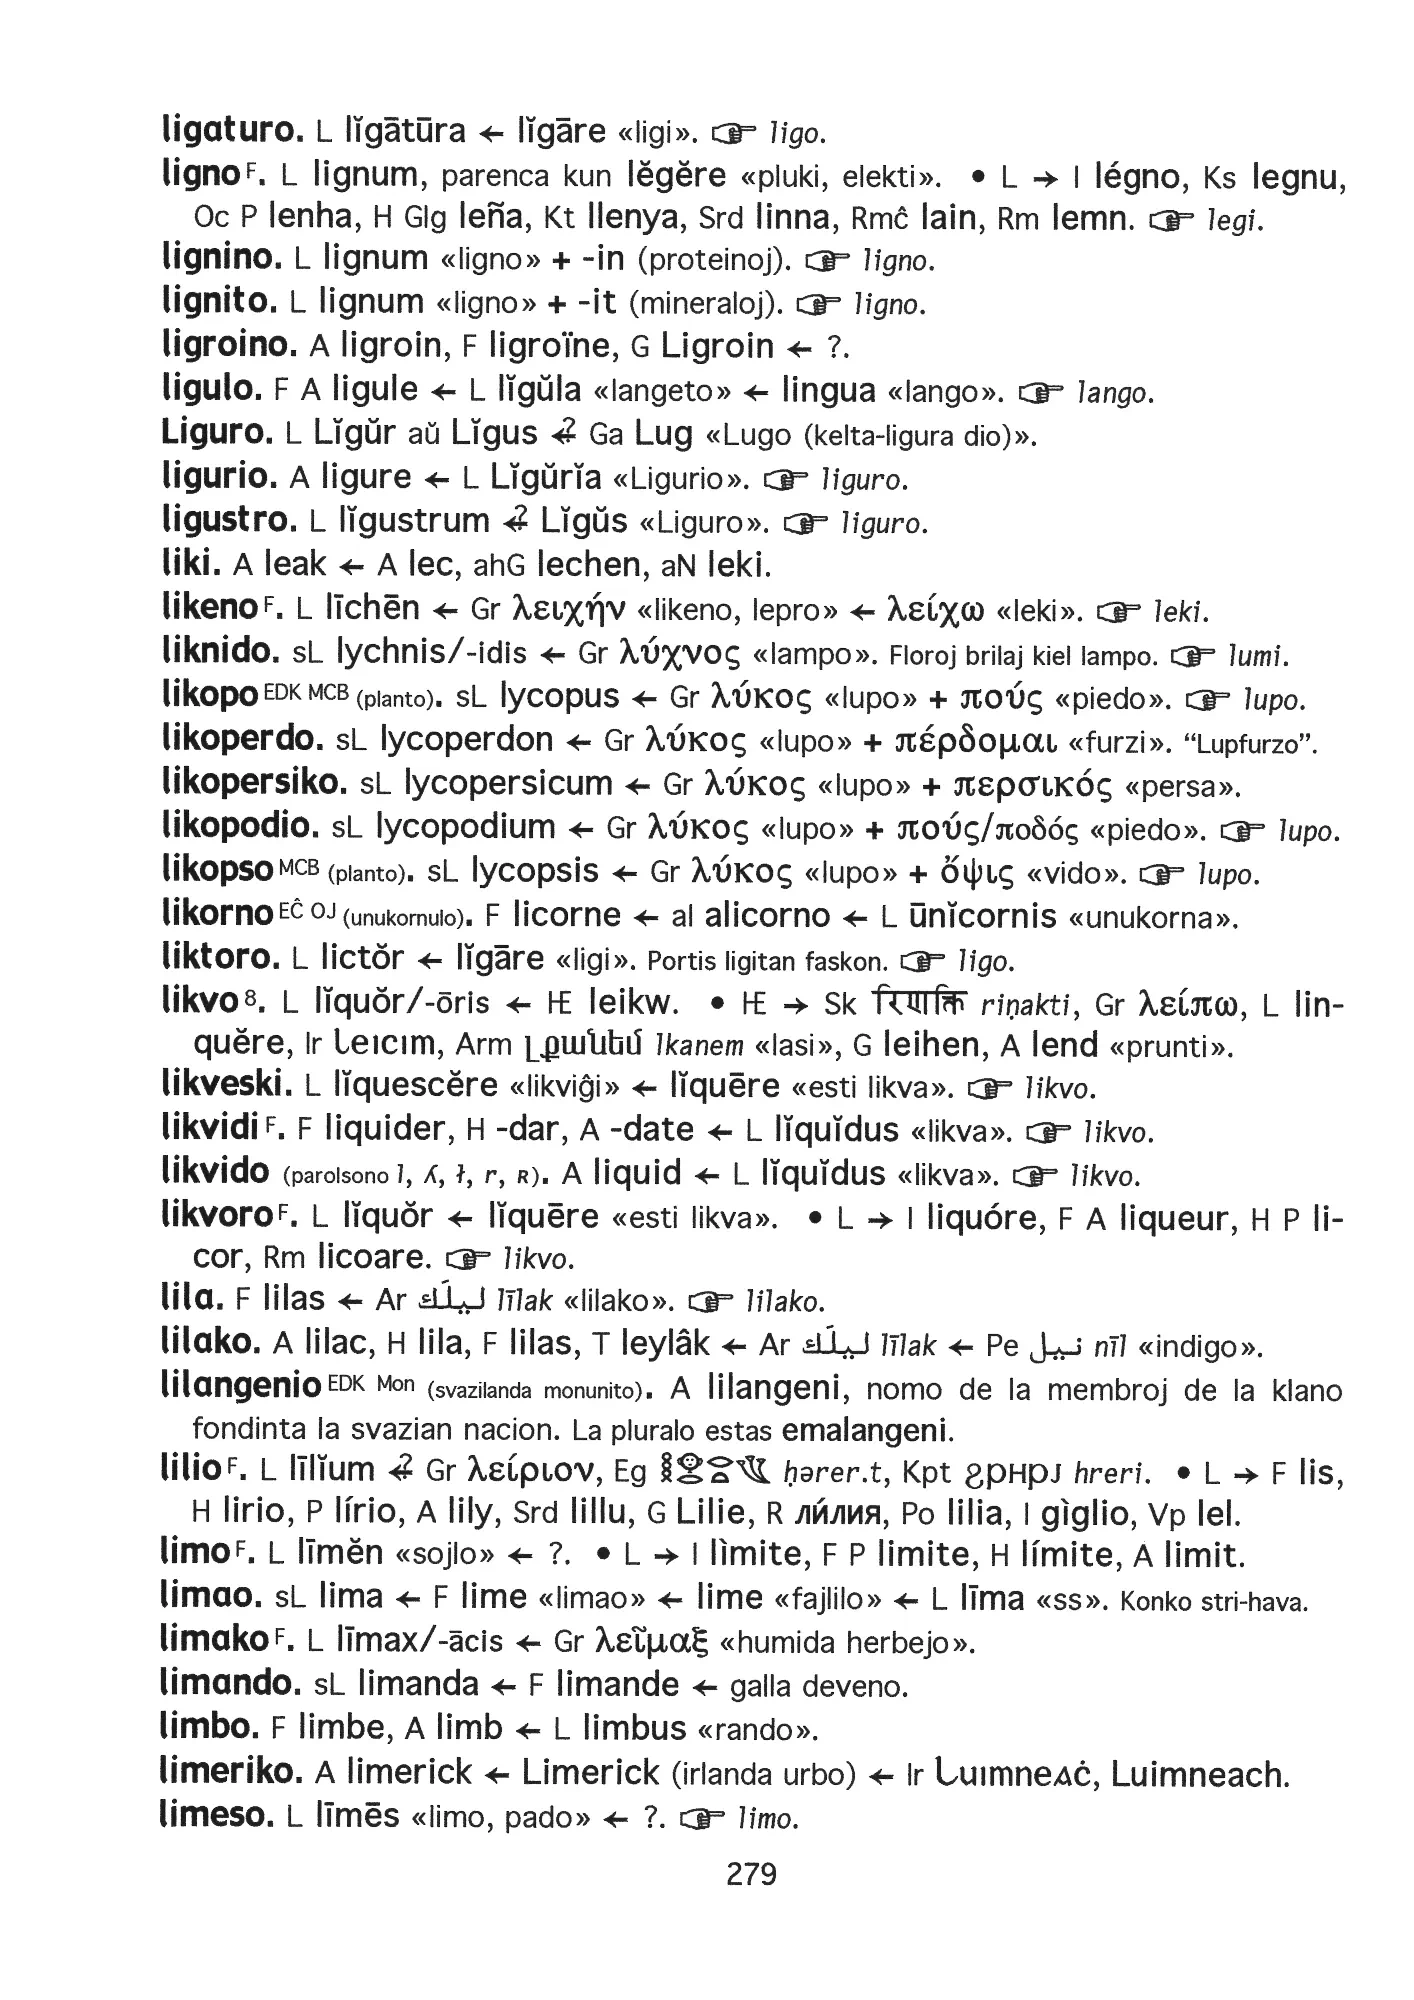 ligaturo. L lĭgātūra ← lĭgāre «ligi». ☞ ligo.
ligno F. L lignum, parenca kun lĕgĕre «pluki, elekti». • L → I légno, Ks legnu,
Oc P lenha, H Glg leña, Kt llenya, Srd linna, Rmĉ lain, Rm lemn. ☞ legi.
lignino. L lignum «ligno» + -in (proteinoj). ☞ ligno.
lignito. L lignum «ligno» + -it (mineraloj). ☞ ligno.
ligroino. A ligroin, F ligroïne, G Ligroin ← ?.
ligulo. F A ligule ← L lĭgŭla «langeto» ← lingua «lango». ☞ lango.
Liguro. L Lĭgŭr aŭ Lĭgus ⥆? Ga Lug «Lugo (kelta-ligura dio)».
ligurio. A ligure ← L Lĭgŭrĭa «Ligurio». ☞ liguro.
ligustro. L lĭgustrum ⥆? Lĭgŭs «Liguro». ☞ liguro.
liki. A leak ← A lec, ahG lechen, aN leki.
likeno F. L līchēn ← Gr λειχήν «likeno, lepro» ← λείχω «leki». ☞ leki.
liknido. sL lychnis/-idis ← Gr λύχνος «lampo». Floroj brilaj kiel lampo. ☞ lumi.
likopo EDK MCB (planto). sL lycopus ← Gr λύκος «lupo» + πούς «piedo». ☞ lupo.
likoperdo. sL lycoperdon ← Gr λύκος «lupo» + πέρδομαι «furzi». “Lupfurzo”.
likopersiko. sL lycopersicum ← Gr λύκος «lupo» + περσικός «persa».
likopodio. sL lycopodium ← Gr λύκος «lupo» + πούς/ποδός «piedo». ☞ lupo.
likopso MCB (planto). sL lycopsis ← Gr λύκος «lupo» + ὄψις «vido». ☞ lupo.
likorno EĈ OJ (unukornulo). F licorne ← al alicorno ← L ūnĭcornis «unukorna».
liktoro. L lictŏr ← lĭgāre «ligi». Portis ligitan faskon. ☞ ligo.
likvo 8. L lĭquŏr/-ōris ← HE leikw. • HE → Sk रिणक्ति riṇakti, Gr λείπω, L lin-
quĕre, Ir leıcım, Arm լքանեմ lkanem «lasi», G leihen, A lend «prunti».
likveski. L lĭquescĕre «likviĝi» ← lĭquēre «esti likva». ☞ likvo.
likvidi F. F liquider, H -dar, A -date ← L lĭquĭdus «likva». ☞ likvo.
likvido (parolsono l, ʎ, ɫ, r, ʀ). A liquid ← L lĭquĭdus «likva». ☞ likvo.
likvoro F. L lĭquŏr ← lĭquēre «esti likva». • L → I liquóre, F A liqueur, H P li-
cor, Rm licoare. ☞ likvo.
lila. F lilas ← Ar ليلَك līlak «lilako». ☞ lilako.
lilako. A lilac, H lila, F lilas, T leylâk ← Ar ليلَك līlak ← Pe نيل nīl «indigo».
lilangenio EDK Mon (svazilanda monunito). A lilangeni, nomo de la membroj de la klano
fondinta la svazian nacion. La pluralo estas emalangeni.
lilio F. L līlĭum ⥆? Gr λείριον, Eg ḥərer.t, Kpt ϩⲣⲏⲣⲓ hreri. • L → F lis,
H lirio, P lírio, A lily, Srd lillu, G Lilie, R ли́лия, Po lilia, I gìglio, Vp lel.
limo F. L līmĕn «sojlo» ← ?. • L → I lìmite, F P limite, H límite, A limit.
limao. sL lima ← F lime «limao» ← lime «fajlilo» ← L līma «ss». Konko stri-hava.
limako F. L līmax/-ācis ← Gr λεῖμαξ «humida herbejo».
limando. sL limanda ← F limande ← galla deveno.
limbo. F limbe, A limb ← L limbus «rando».
limeriko. A limerick ← Limerick (irlanda urbo) ← Ir Luımneaċ, Luimneach.
limeso. L līmēs «limo, pado» ← ?. ☞ limo.
279